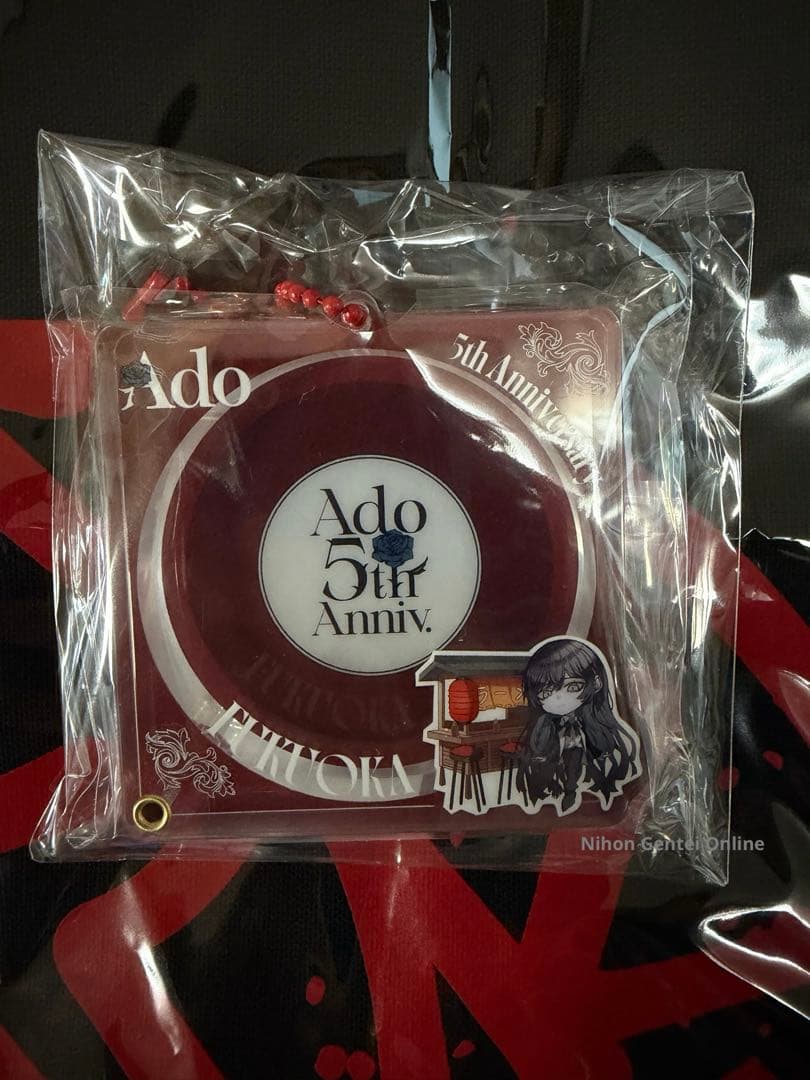 Ado
5th Anniversary
Ado
5th
Anniv.
FUKUOKA
Nihon Gentei Online